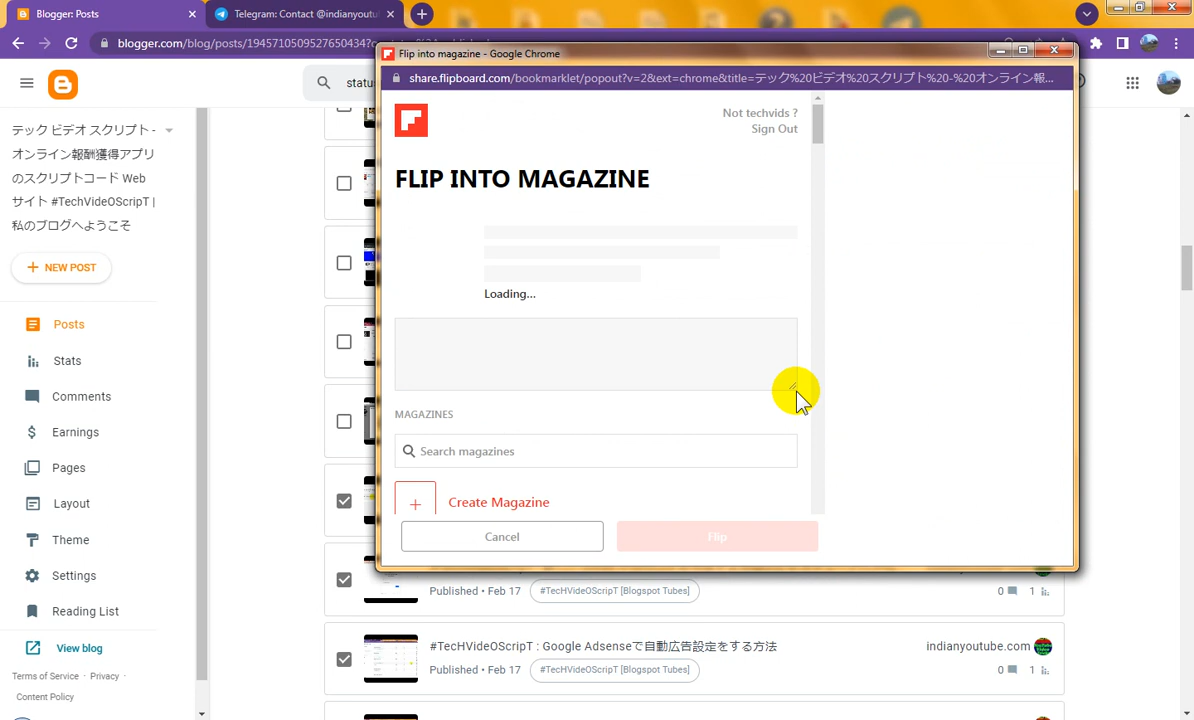 Blogger: Posts
Telegram: Contact @indianyoutu
blogger.com/blog/posts/1945710509527650434?
Flip into magazine - Google Chrome
share.flipboard.com/bookmarklet/popout?v=2&ext=chrome&title=テック%20ビデオ%20スクリプト%20-%20オンライン報...
status
テック ビデオ スクリプト -
オンライン報酬獲得アプリ
のスクリプトコード Web
サイト #TechVideOScripT |
私のブログへようこそ
NEW POST
Posts
Stats
Comments
Earnings
Pages
Layout
Theme
Settings
Reading List
View blog
Terms of Service · Privacy ·
Content Policy
Not techvids ?
Sign Out
FLIP INTO MAGAZINE
Loading...
MAGAZINES
Search magazines
Create Magazine
Cancel
Flip
Published • Feb 17
#TecHVideOScripT [Blogspot Tubes]
0
1
#TecHVideOScripT : Google Adsenseで自動広告設定をする方法
indianyoutube.com
Published • Feb 17
#TecHVideOScripT [Blogspot Tubes]
0
1